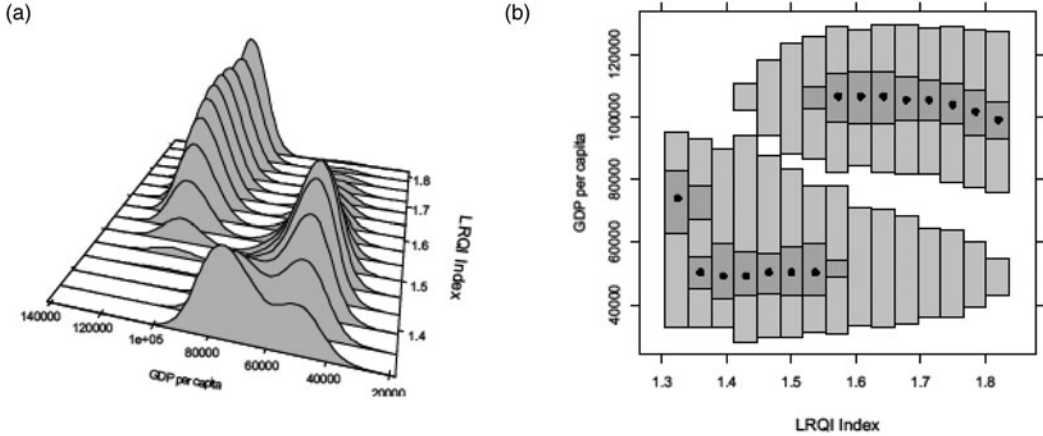 (a)
1.8
1.7
1.6
1.5
1.4
LRQI Index
140000
120000
1e+05
80000
60000
40000
20000
GDP per capita
(b)
120000
100000
80000
60000
40000
GDP per capita
1.3 1.4 1.5 1.6 1.7 1.8
LRQI Index